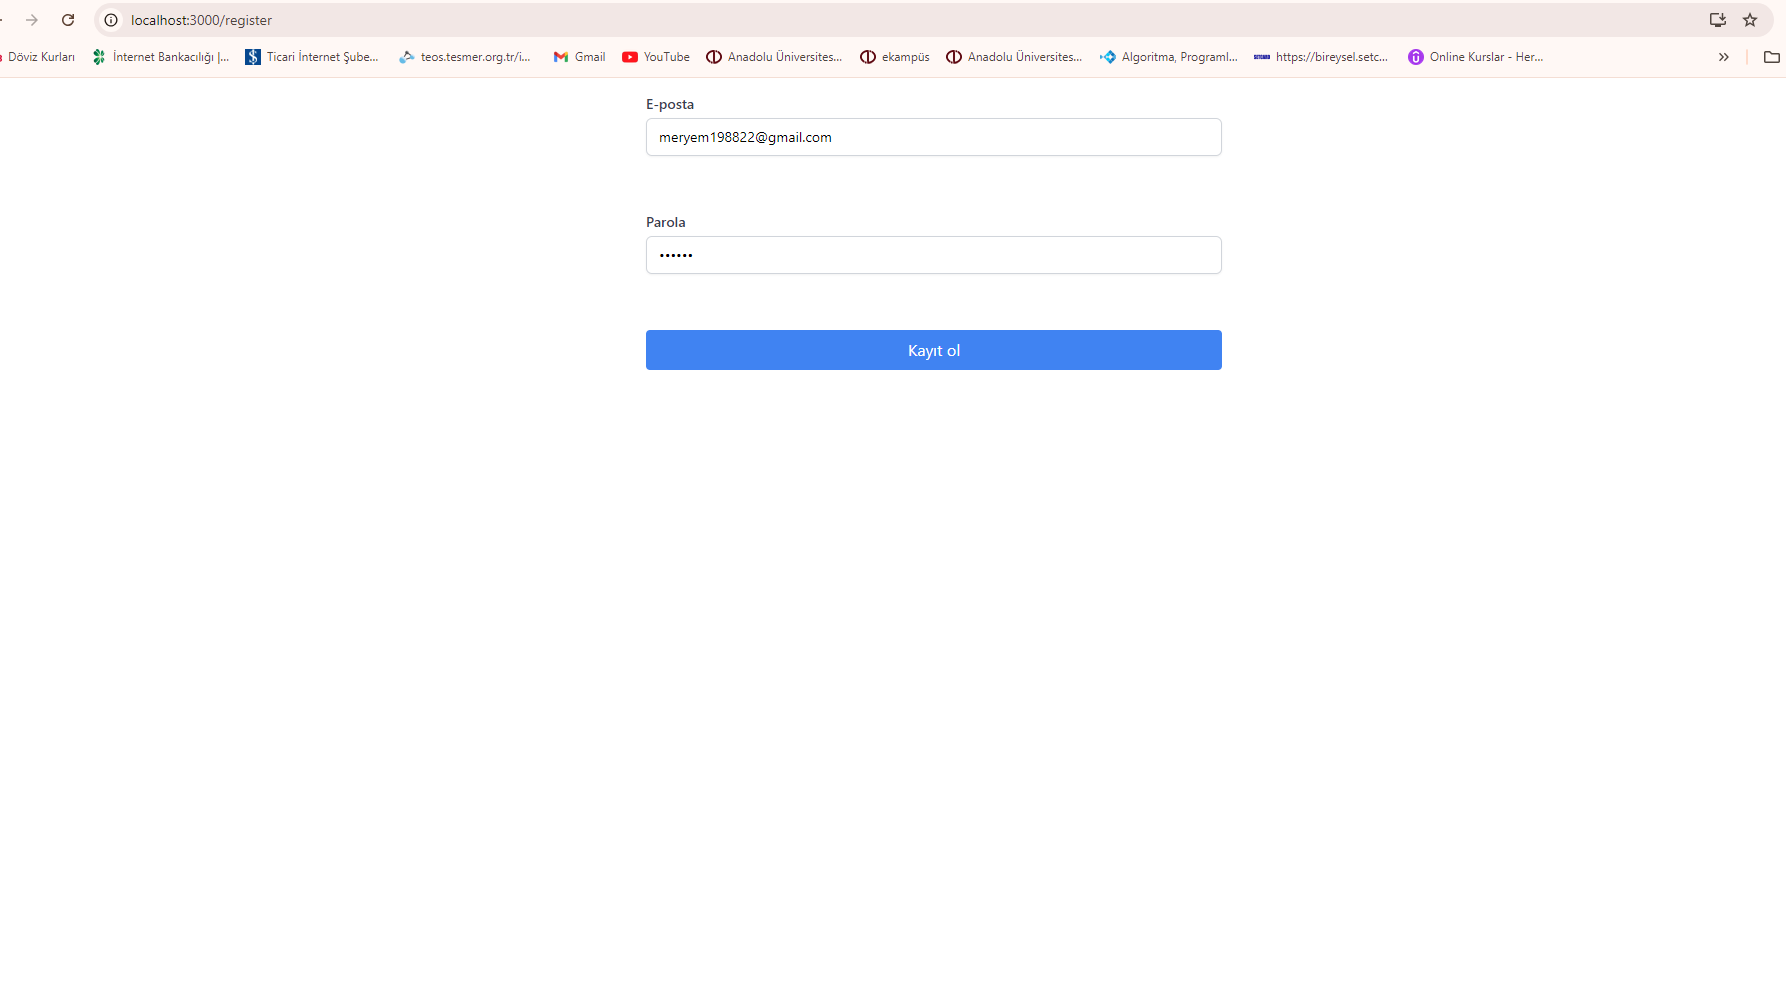 localhost:3000/register
Döviz Kurları İnternet Bankacılığı |... Ticari İnternet Şube... teos.tesmer.org.tr/i... Gmail YouTube Anadolu Üniversites... ekampüs Anadolu Üniversites... Algoritma, Programl... https://bireysel.setc... Online Kurslar - Her...
E-posta
meryem198822@gmail.com
Parola
••••••
Kayıt ol